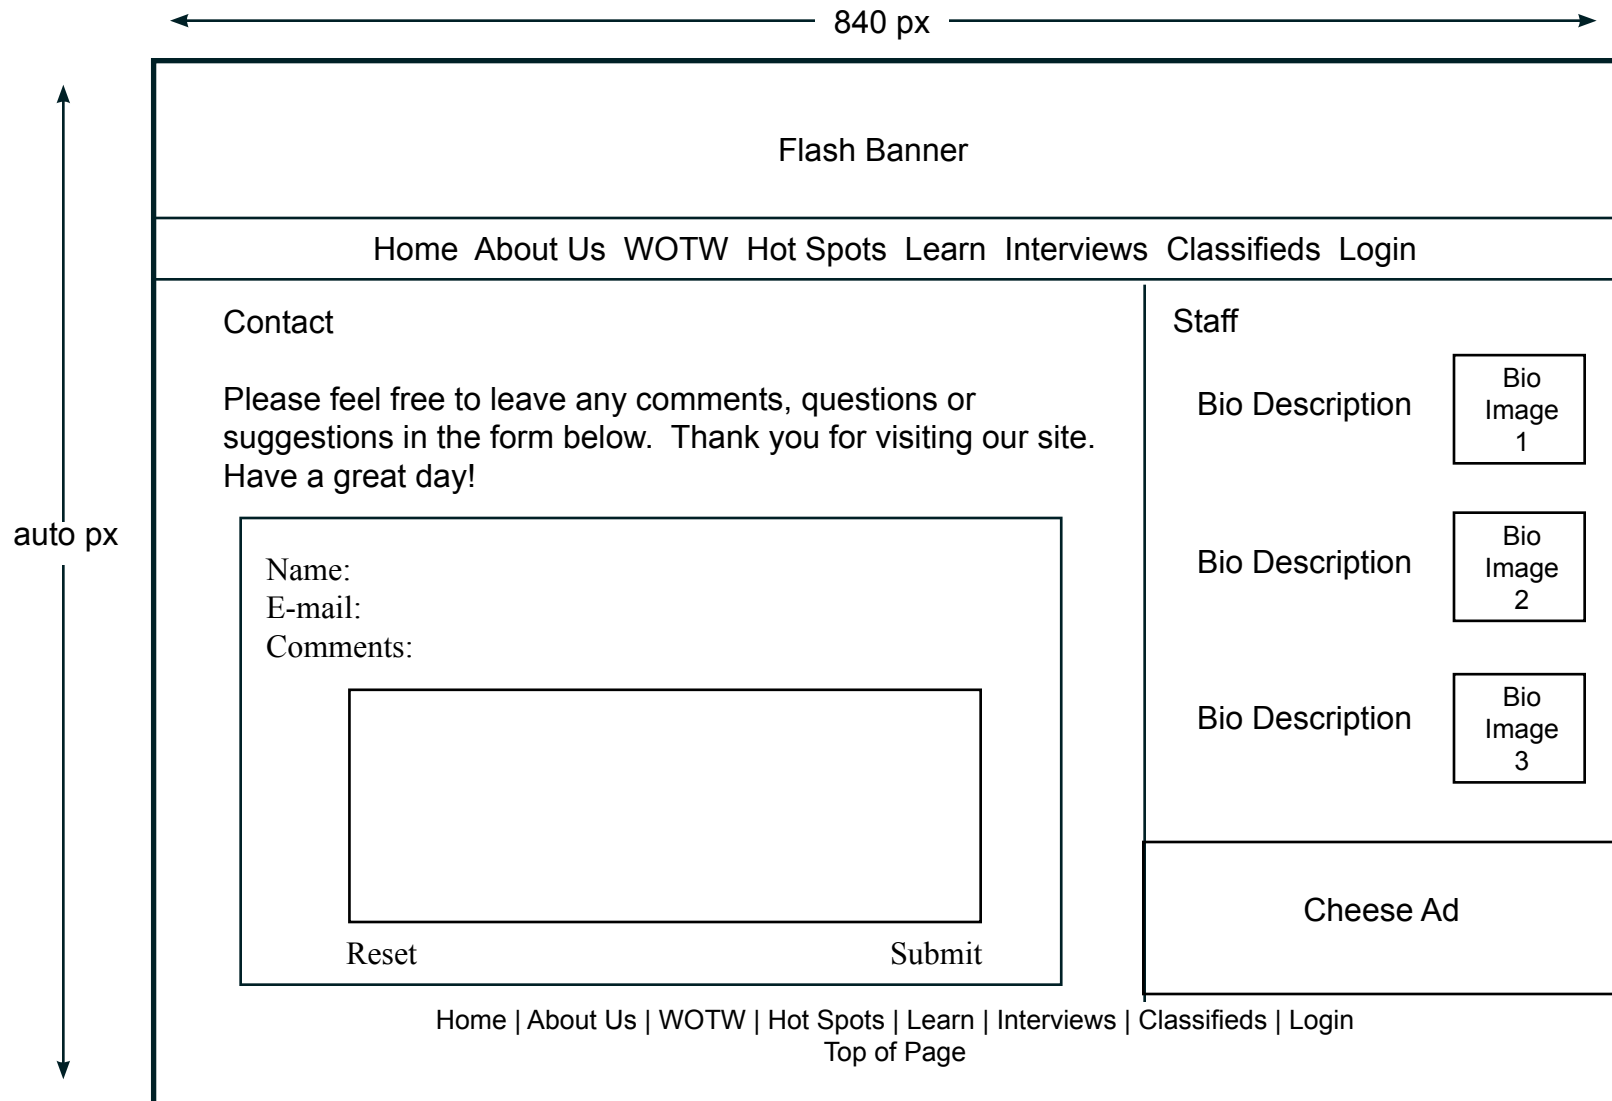 840 px
Flash Banner
Home About Us WOTW Hot Spots Learn Interviews Classifieds Login
Contact
Please feel free to leave any comments, questions or
suggestions in the form below.  Thank you for visiting our site.
Have a great day!
auto px
Name:
E-mail:
Comments:
Reset
Submit
Staff
Bio Description
Bio
Image
1
Bio Description
Bio
Image
2
Bio Description
Bio
Image
3
Cheese Ad
Home | About Us | WOTW | Hot Spots | Learn | Interviews | Classifieds | Login
Top of Page